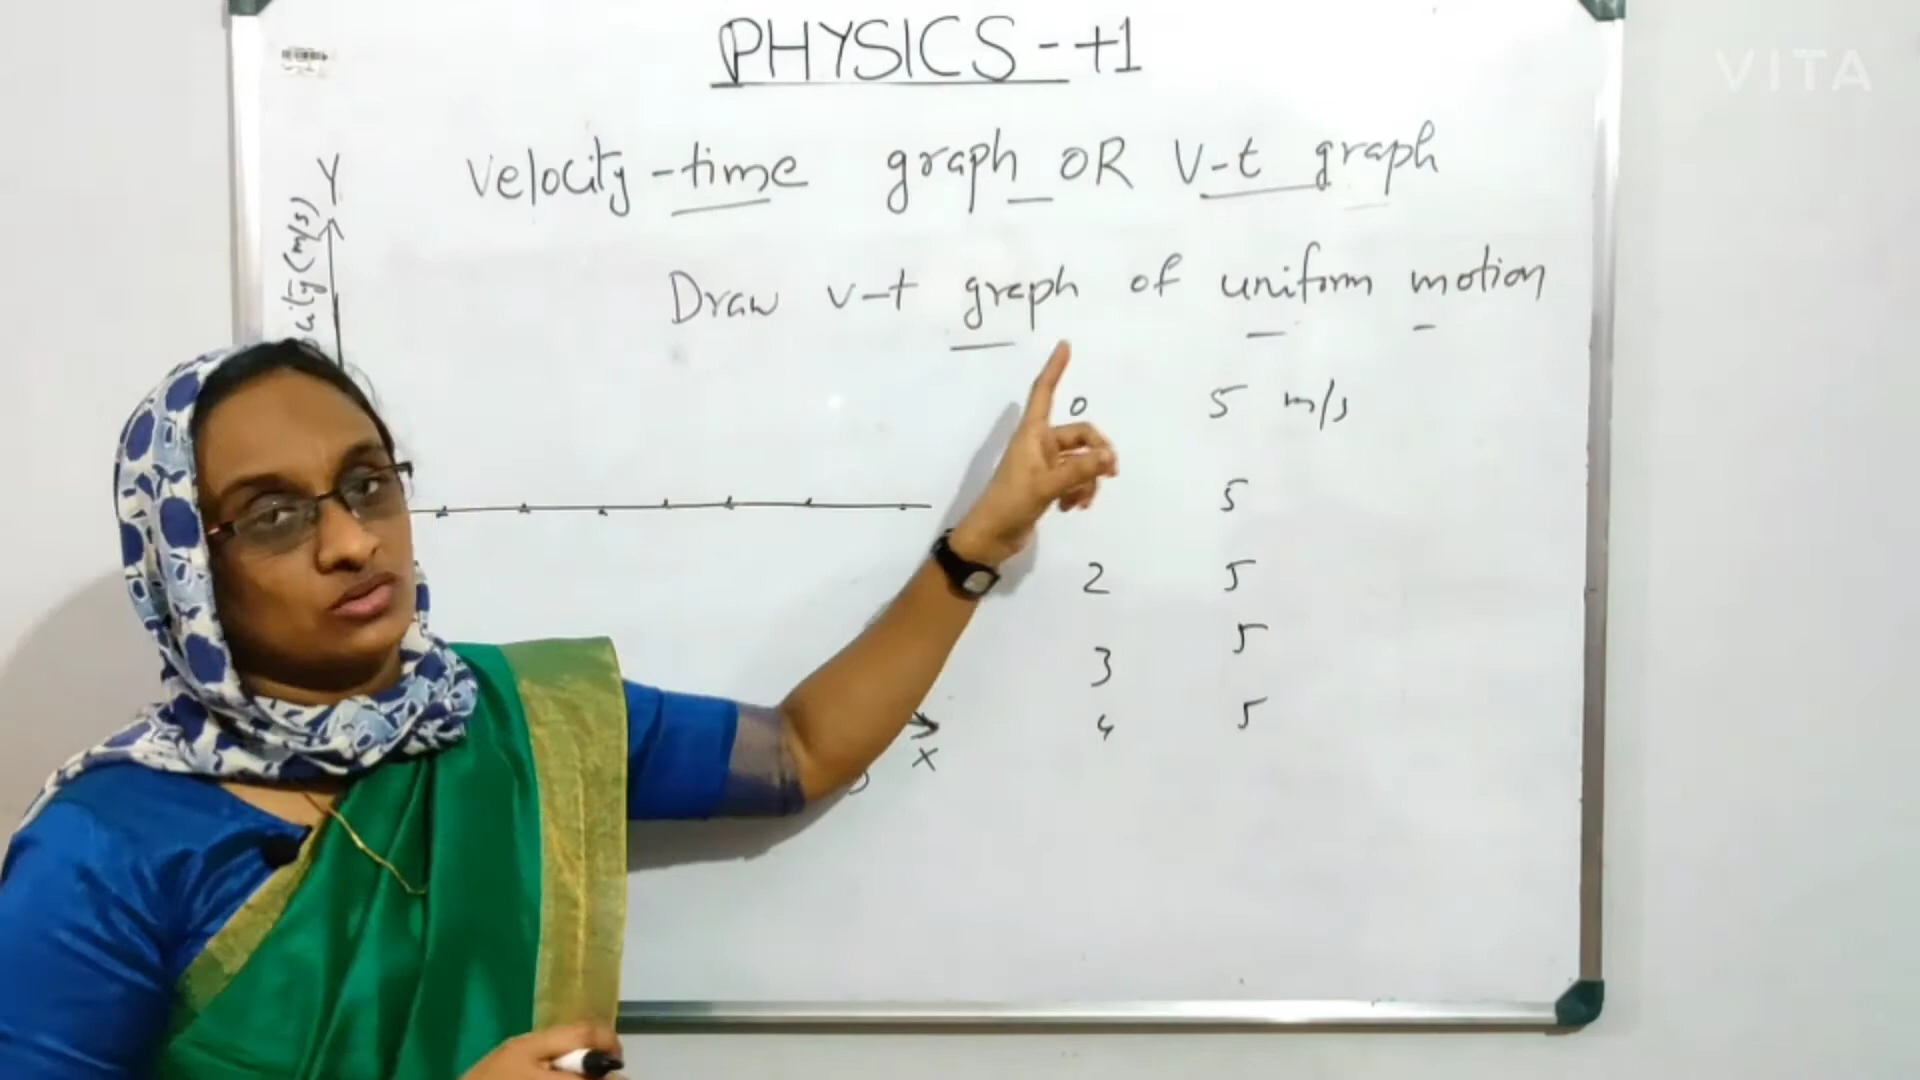 PHYSICS-+1
VITA
Velocity-time graph OR V-t graph
Y
(m/s)
Draw v-t graph of uniform motion
0 5 m/s
5
2 5
3 5
4 5
X